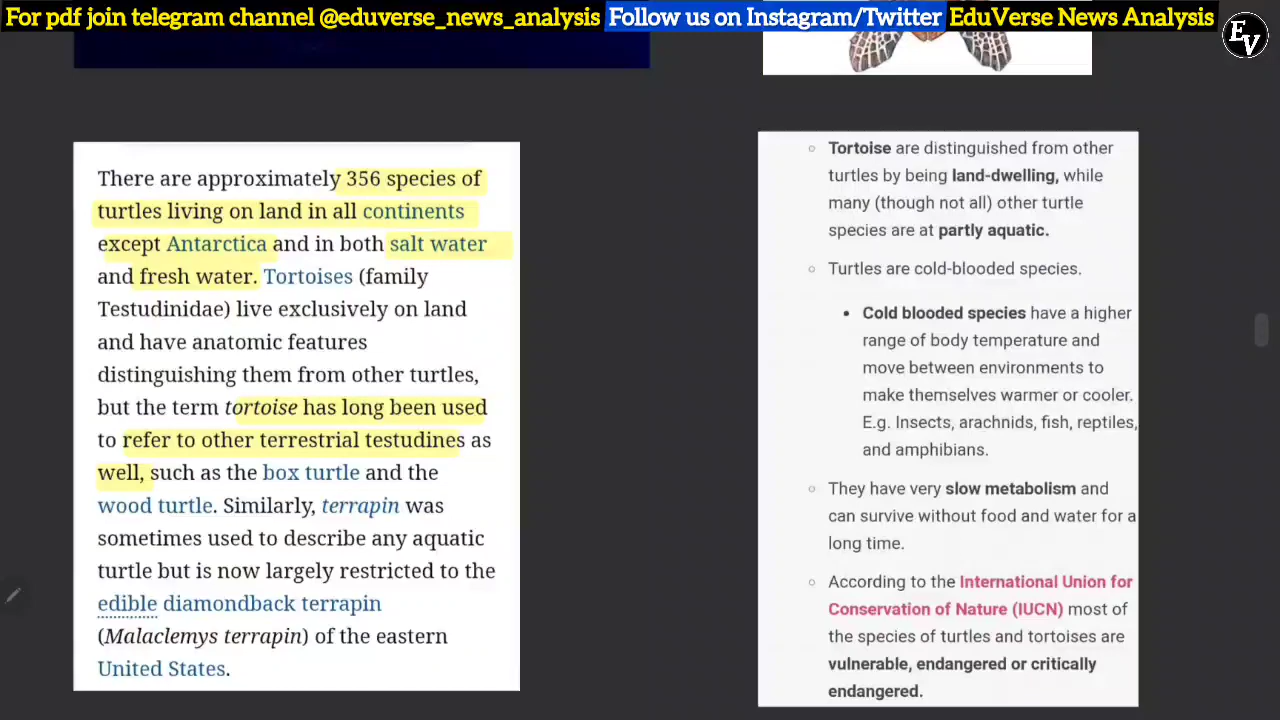 For pdf join telegram channel @eduverse_news_analysis Follow us on Instagram/Twitter EduVerse News Analysis
EV
There are approximately 356 species of
turtles living on land in all continents
except Antarctica and in both salt water
and fresh water. Tortoises (family
Testudinidae) live exclusively on land
and have anatomic features
distinguishing them from other turtles,
but the term tortoise has long been used
to refer to other terrestrial testudines as
well, such as the box turtle and the
wood turtle. Similarly, terrapin was
sometimes used to describe any aquatic
turtle but is now largely restricted to the
edible diamondback terrapin
(Malaclemys terrapin) of the eastern
United States.
Tortoise are distinguished from other
turtles by being land-dwelling, while
many (though not all) other turtle
species are at partly aquatic.
Turtles are cold-blooded species.
Cold blooded species have a higher
range of body temperature and
move between environments to
make themselves warmer or cooler.
E.g. Insects, arachnids, fish, reptiles,
and amphibians.
They have very slow metabolism and
can survive without food and water for a
long time.
According to the International Union for
Conservation of Nature (IUCN) most of
the species of turtles and tortoises are
vulnerable, endangered or critically
endangered.